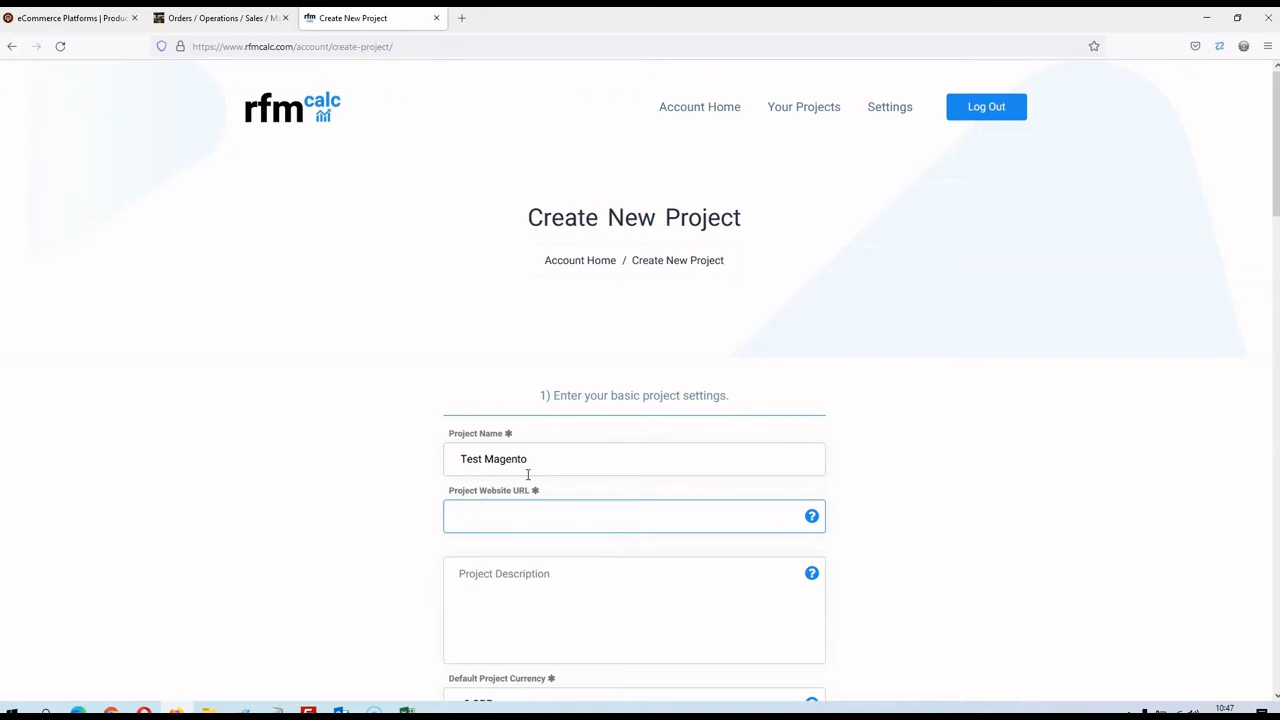 eCommerce Platforms | Produc
Orders / Operations / Sales / Ma
rfm calc Create New Project
https://www.rfmcalc.com/account/create-project/
rfmcalc
Account Home
Your Projects
Settings
Log Out
Create New Project
Account Home / Create New Project
1) Enter your basic project settings.
Project Name ✱
Test Magento
Project Website URL ✱
?
Project Description
?
Default Project Currency ✱
10:47